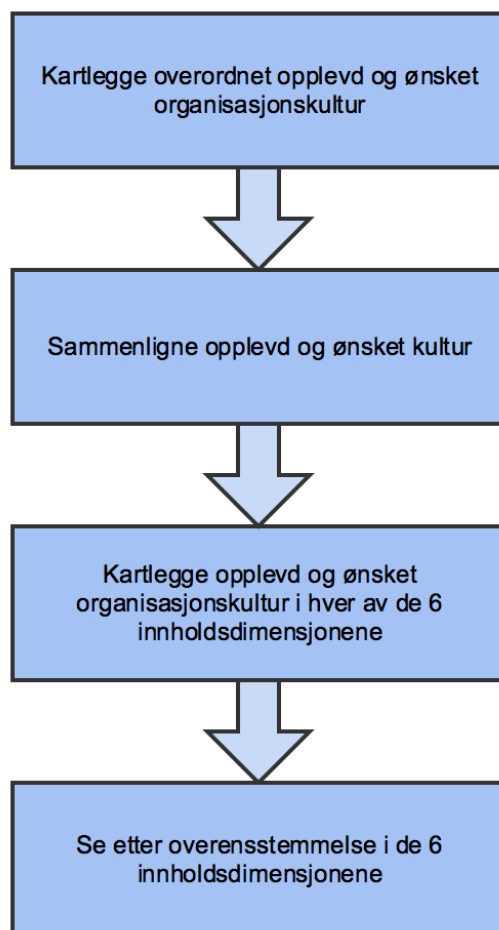 Kartlegge overordnet opplevd og ønsket
organisasjonskultur
Sammenligne opplevd og ønsket kultur
Kartlegge opplevd og ønsket
organisasjonskultur i hver av de 6
innholdsdimensjonene
Se etter overensstemmelse i de 6
innholdsdimensjonene